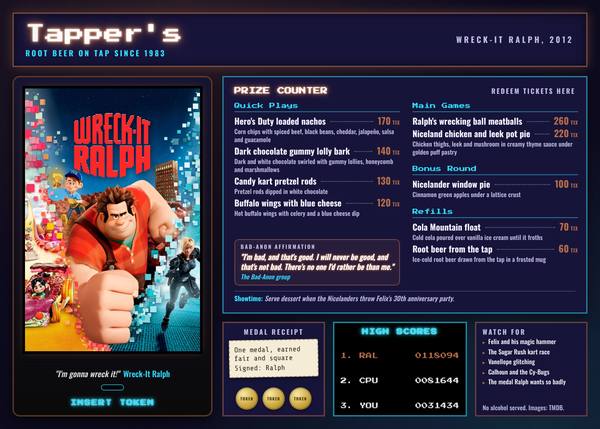 Tapper's
ROOT BEER ON TAP SINCE 1983
WRECK-IT RALPH, 2012
WRECK-IT
RALPH
"I'm gonna wreck it!" Wreck-It Ralph
INSERT TOKEN
PRIZE COUNTER
REDEEM TICKETS HERE
Quick Plays
Hero's Duty loaded nachos 170 TIX
Corn chips with spiced beef, black beans, cheddar, jalapeño, salsa
and guacamole
Dark chocolate gummy lolly bark 140 TIX
Dark and white chocolate swirled with gummy lollies, honeycomb
and marshmallows
Candy kart pretzel rods 130 TIX
Pretzel rods dipped in white chocolate
Buffalo wings with blue cheese 120 TIX
Hot buffalo wings with celery and a blue cheese dip
Main Games
Ralph's wrecking ball meatballs 260 TIX
Niceland chicken and leek pot pie 220 TIX
Chicken thighs, leek and mushroom in creamy thyme sauce under
golden puff pastry
Bonus Round
Nicelander window pie 100 TIX
Cinnamon green apples under a lattice crust
Refills
Cola Mountain float 70 TIX
Cold cola poured over vanilla ice cream until it froths
Root beer from the tap 60 TIX
Ice-cold root beer drawn from the tap in a frosted mug
BAD-ANON AFFIRMATION
"I'm bad, and that's good. I will never be good, and
that's not bad. There's no one I'd rather be than me."
The Bad-Anon group
Showtime: Serve dessert when the Nicelanders throw Felix's 30th anniversary party.
MEDAL RECEIPT
One medal, earned
fair and square
Signed: Ralph
TOKEN TOKEN TOKEN
HIGH SCORES
1. RAL 0118094
2. CPU 0081644
3. YOU 0031434
WATCH FOR
Felix and his magic hammer
The Sugar Rush kart race
Vanellope glitching
Calhoun and the Cy-Bugs
The medal Ralph wants so badly
No alcohol served. Images: TMDB.